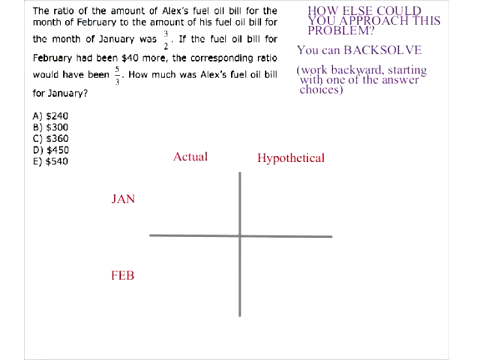 The ratio of the amount of Alex's fuel oil bill for the
month of February to the amount of his fuel oil bill for
the month of January was 3/2. If the fuel oil bill for
February had been $40 more, the corresponding ratio
would have been 5/3. How much was Alex's fuel oil bill
for January?
A) $240
B) $300
C) $360
D) $450
E) $540
HOW ELSE COULD
YOU APPROACH THIS
PROBLEM?
You can BACKSOLVE
(work backward, starting
with one of the answer
choices)
Actual
Hypothetical
JAN
FEB